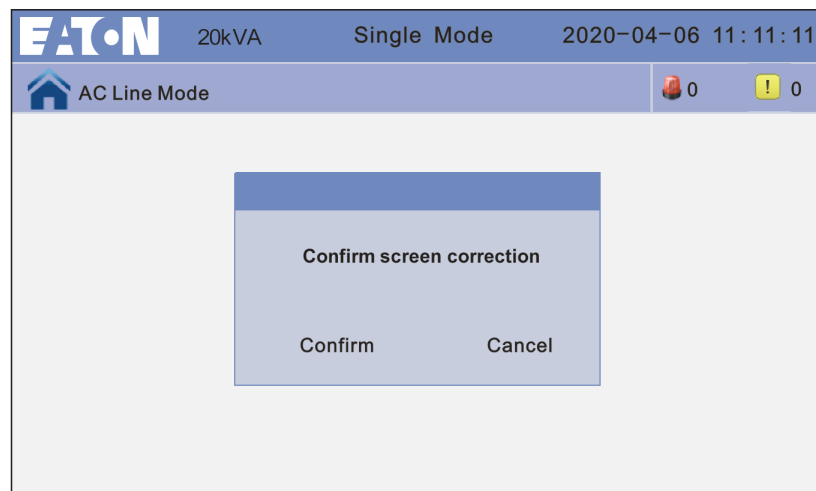 EATON 20kVA Single Mode 2020-04-06 11:11:11
AC Line Mode 0 ! 0
Confirm screen correction
Confirm Cancel